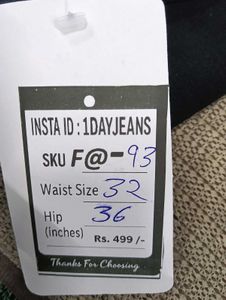 INSTA ID : 1DAYJEANS
SKU F@-93
Waist Size 32
Hip 36
(inches) Rs. 499 /-
Thanks For Choosing